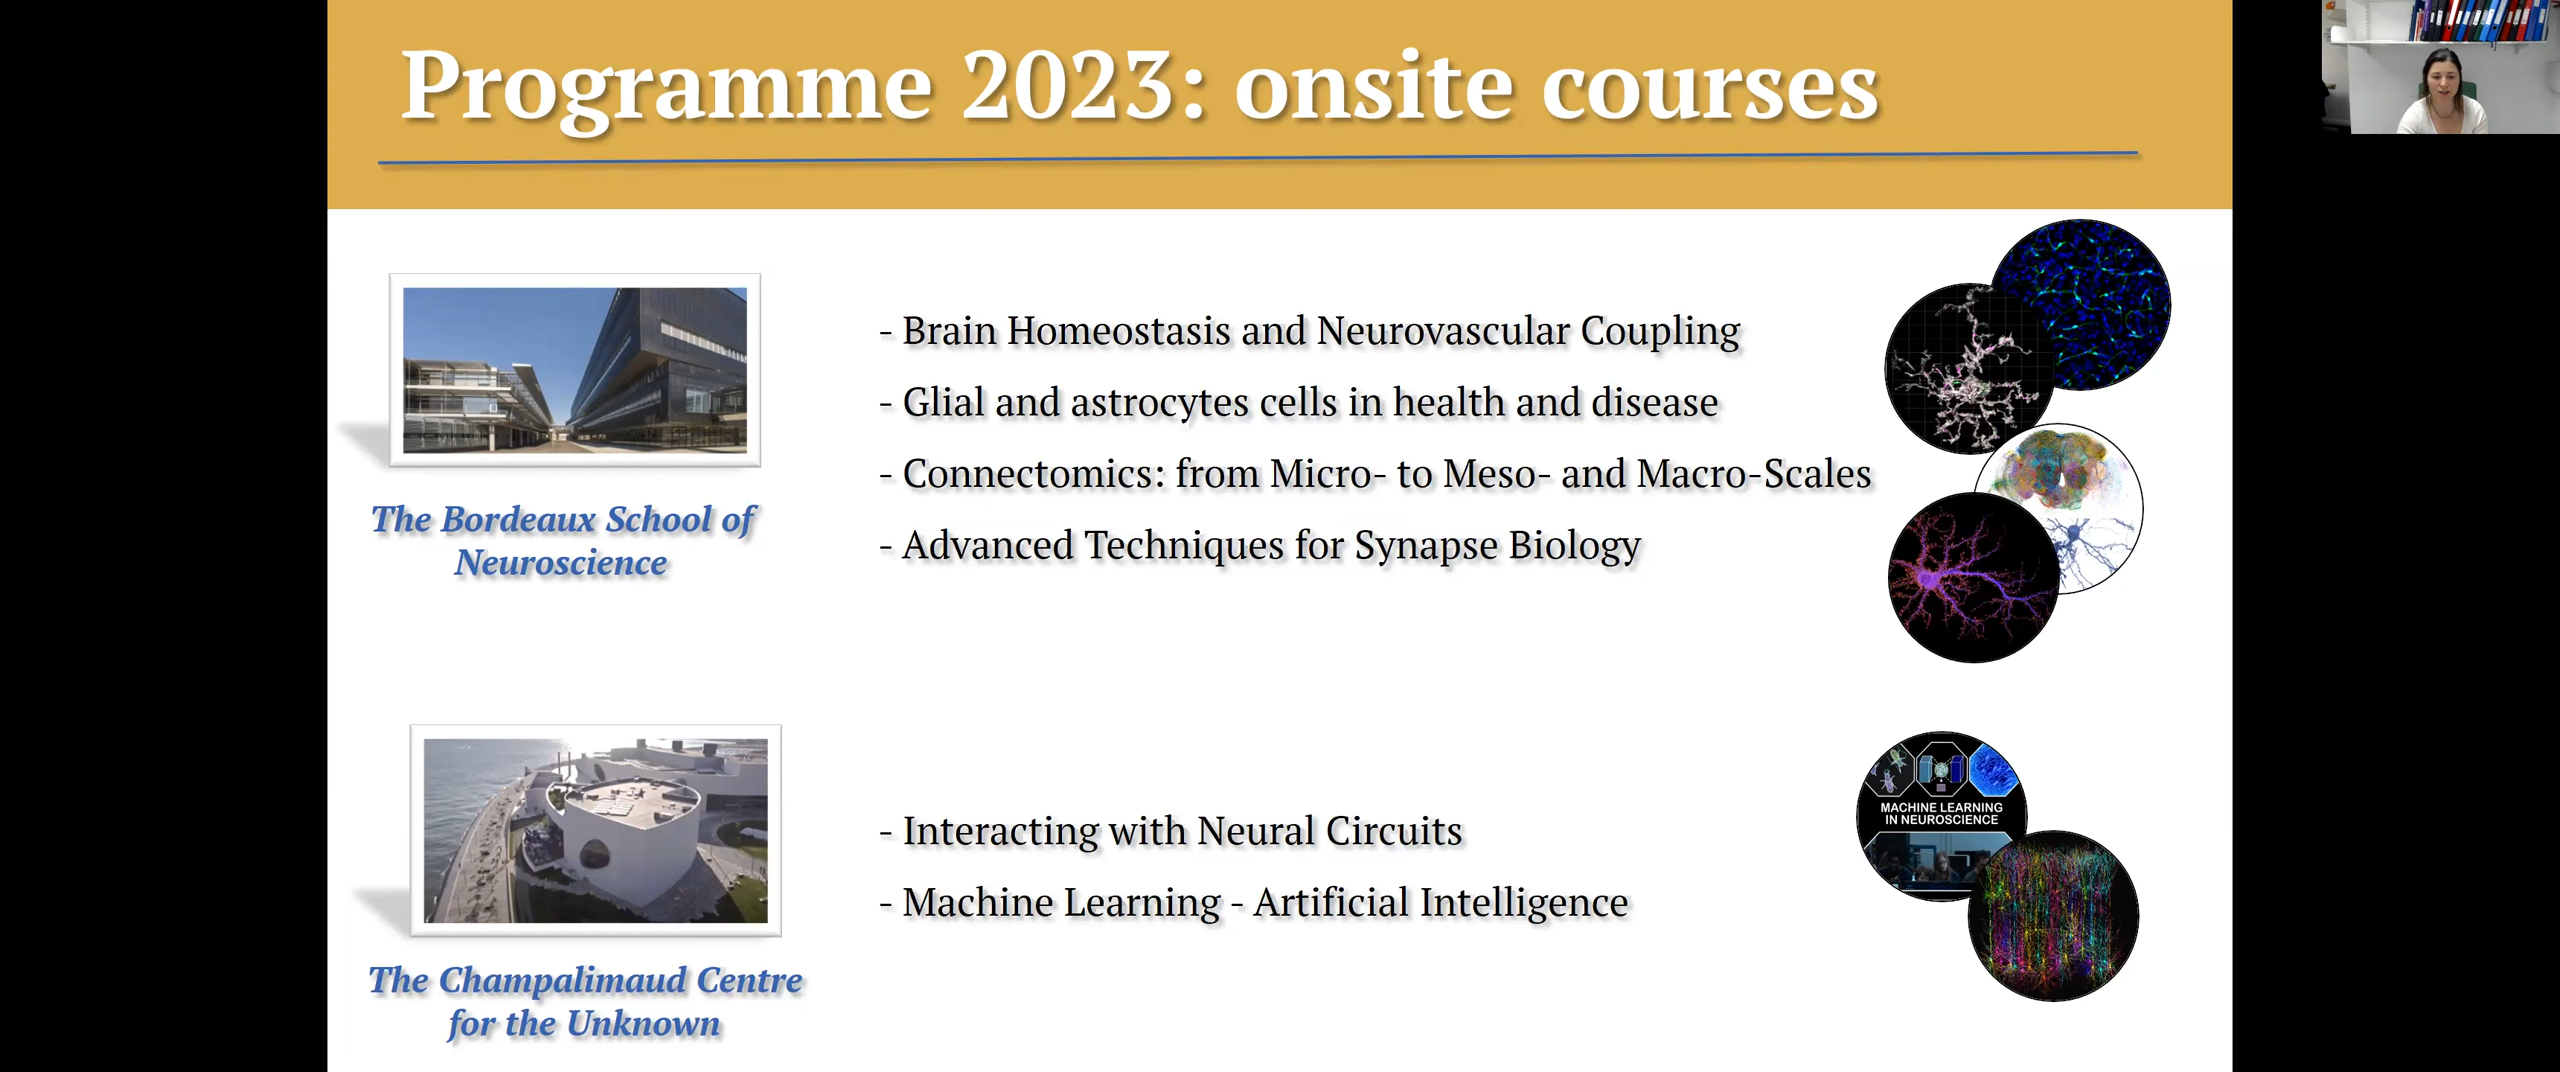 Programme 2023: onsite courses
- Brain Homeostasis and Neurovascular Coupling
- Glial and astrocytes cells in health and disease
- Connectomics: from Micro- to Meso- and Macro-Scales
- Advanced Techniques for Synapse Biology
The Bordeaux School of
Neuroscience
- Interacting with Neural Circuits
- Machine Learning - Artificial Intelligence
MACHINE LEARNING
IN NEUROSCIENCE
The Champalimaud Centre
for the Unknown